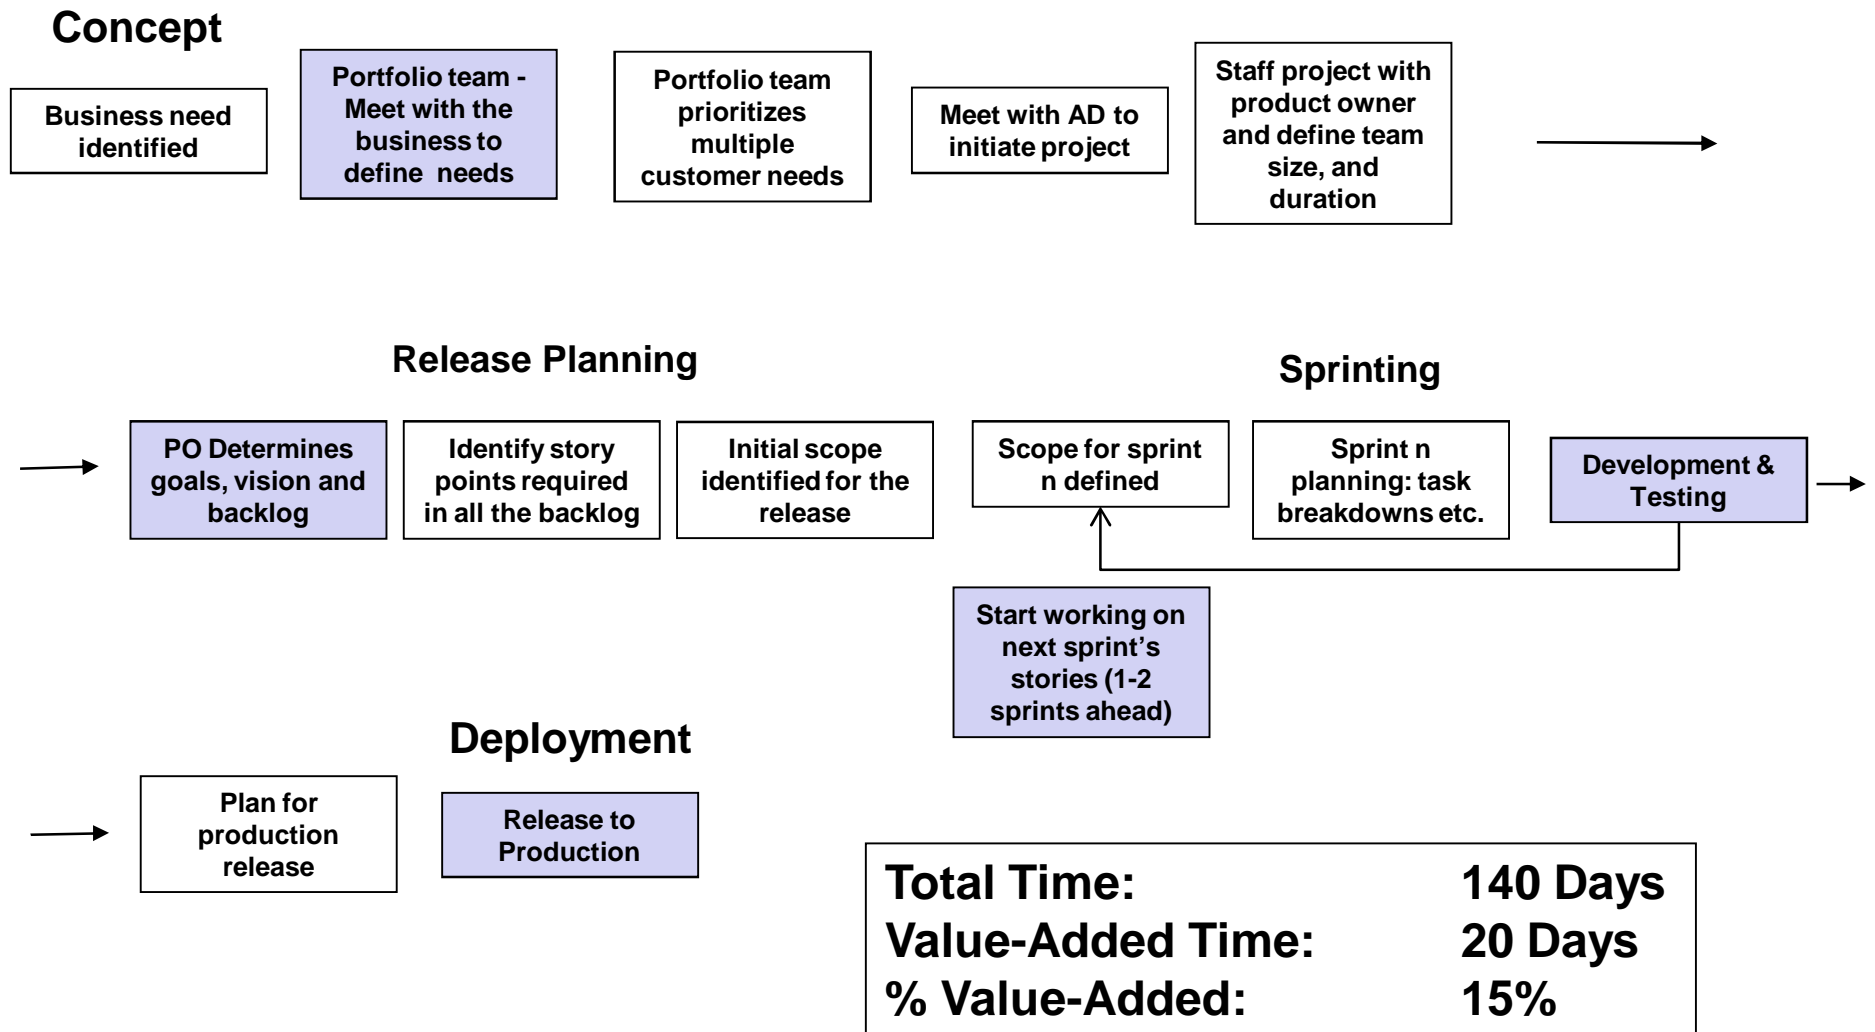 Concept
Business need
identified
Portfolio team -
Meet with the
business to
define needs
Portfolio team
prioritizes
multiple
customer needs
Meet with AD to
initiate project
Staff project with
product owner
and define team
size, and
duration
Release Planning
PO Determines
goals, vision and
backlog
Identify story
points required
in all the backlog
Initial scope
identified for the
release
Sprinting
Scope for sprint
n defined
Sprint n
planning: task
breakdowns etc.
Development &
Testing
Start working on
next sprint’s
stories (1-2
sprints ahead)
Deployment
Plan for
production
release
Release to
Production
Total Time: 140 Days
Value-Added Time: 20 Days
% Value-Added: 15%